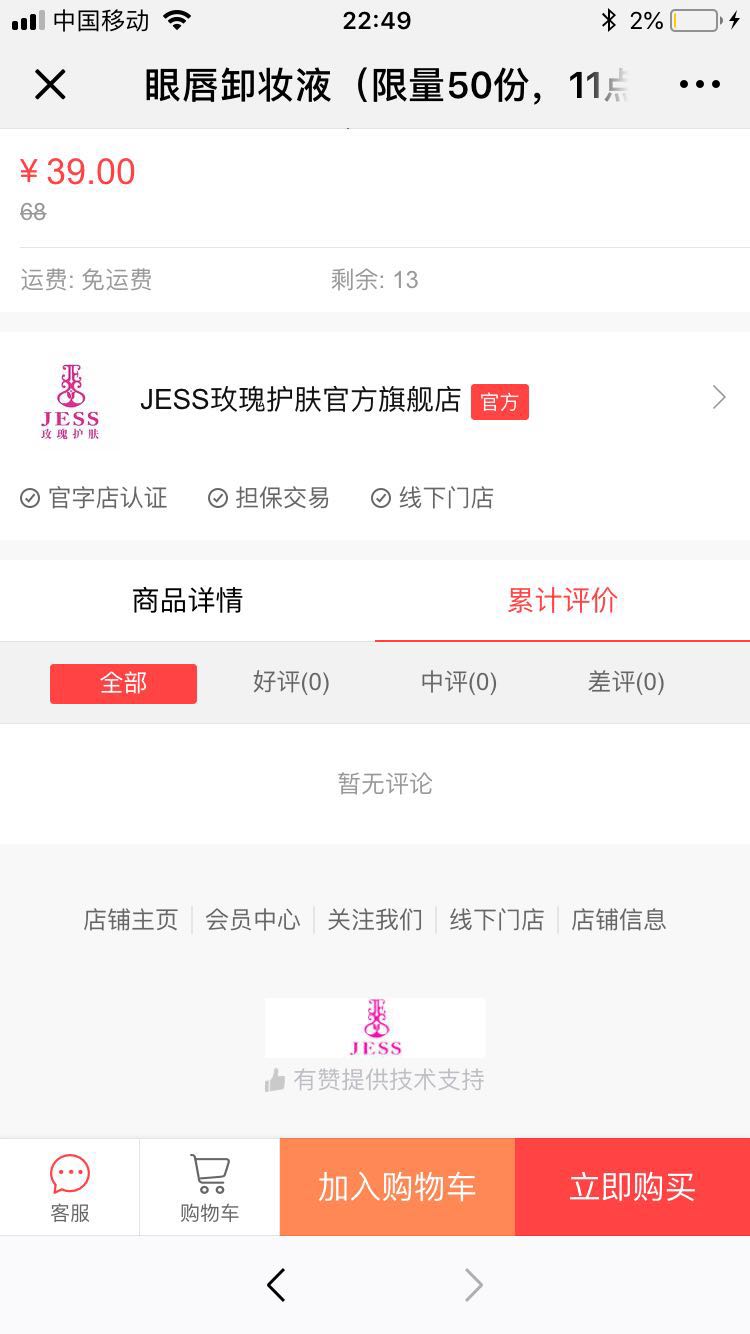 中国移动 22:49 2%
眼唇卸妆液（限量50份，11点
¥ 39.00
68
运费: 免运费 剩余: 13
JESS
玫瑰护肤
JESS玫瑰护肤官方旗舰店 官方
官字店认证 担保交易 线下门店
商品详情 累计评价
全部 好评(0) 中评(0) 差评(0)
暂无评论
店铺主页 会员中心 关注我们 线下门店 店铺信息
JESS
有赞提供技术支持
客服 购物车 加入购物车 立即购买